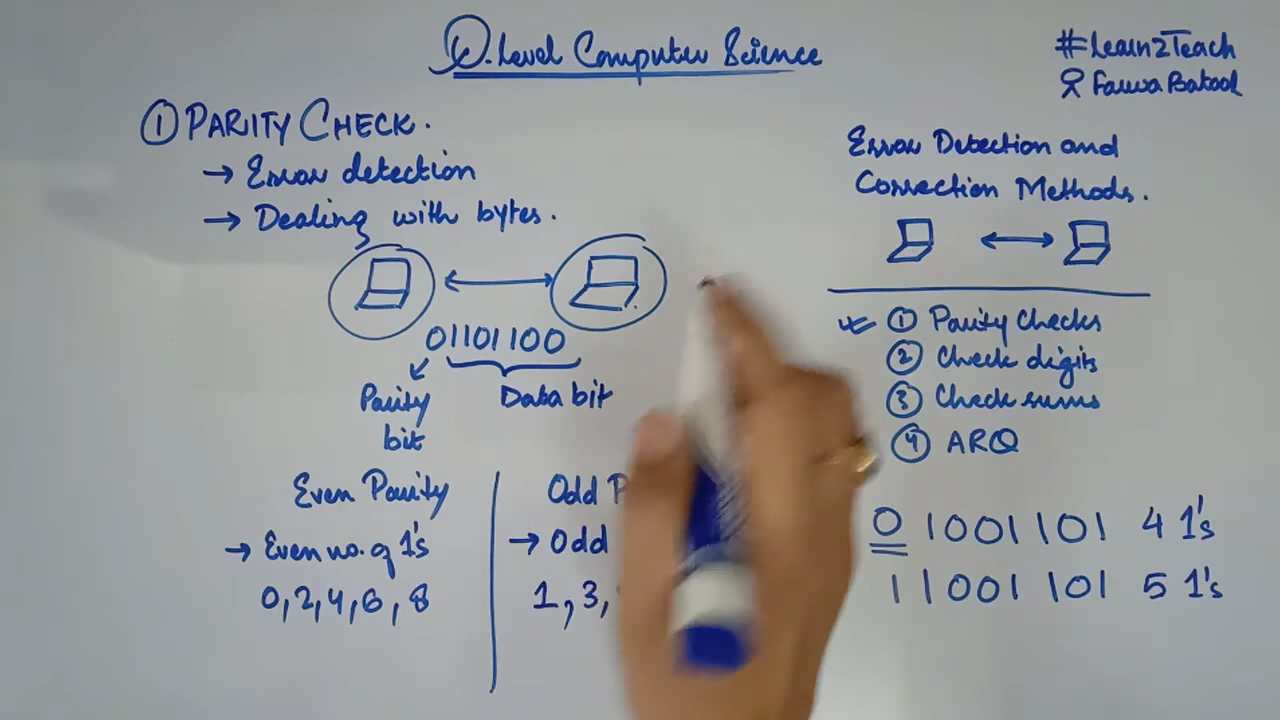 O-Level Computer Science
#Learn2Teach
Fawa Batool
① PARITY CHECK.
→ Error detection
→ Dealing with bytes.
01101100
Parity
bit
Data bit
Even Parity
→ Even no. of 1's
0, 2, 4, 6, 8
Odd P
→ Odd
1, 3,
Error Detection and
Correction Methods.
① Parity Checks
② Check digits
③ Check sums
④ ARQ
0 1001101 4 1's
1 1001 101 5 1's